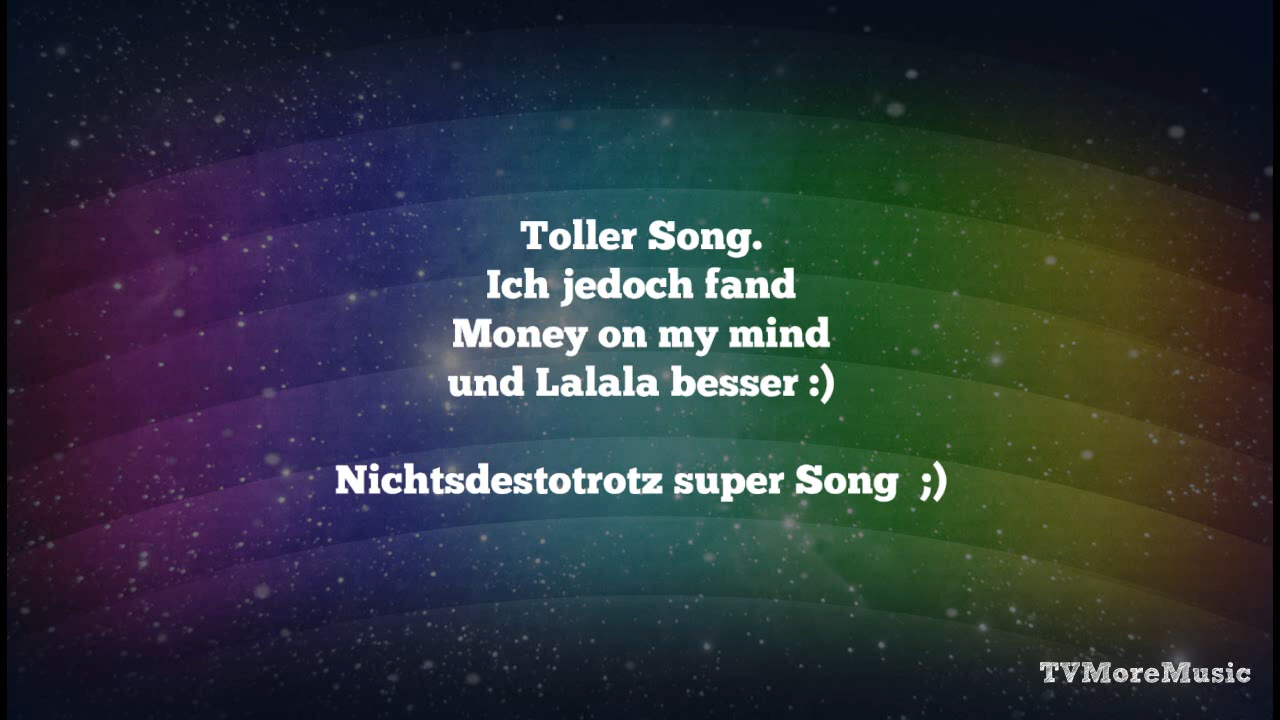 Toller Song.
Ich jedoch fand
Money on my mind
und Lalala besser :)
Nichtsdestotrotz super Song ;)
TVMoreMusic